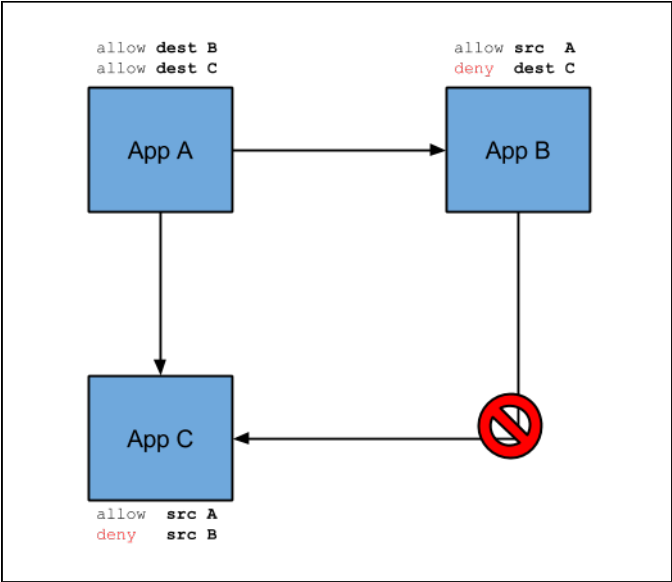 allow dest B
allow dest C
allow src A
deny dest C
App A
App B
App C
allow src A
deny src B